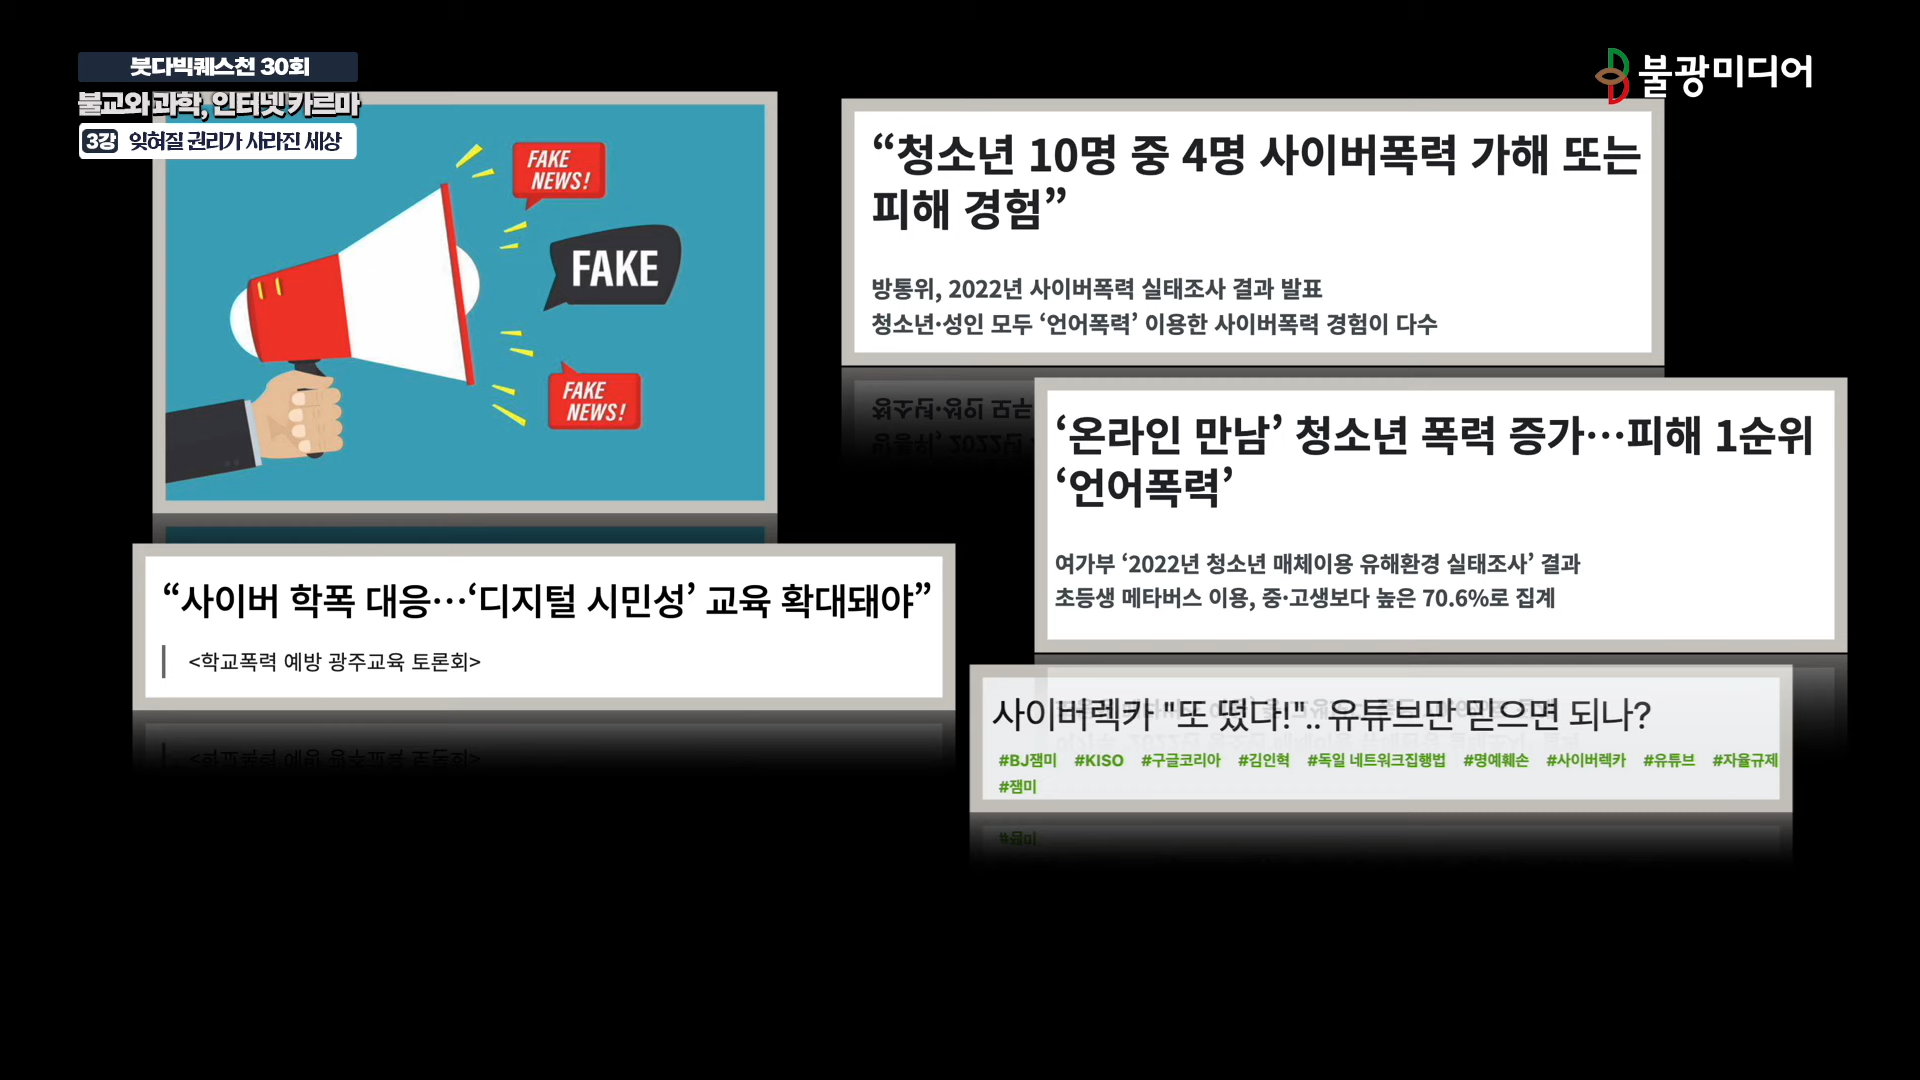 붓다빅퀘스천 30회
불교와 과학, 인터넷 카르마
3강 잊혀질 권리가 사라진 세상
불광미디어
FAKE
NEWS!
FAKE
FAKE
NEWS!
“청소년 10명 중 4명 사이버폭력 가해 또는
피해 경험”
방통위, 2022년 사이버폭력 실태조사 결과 발표
청소년·성인 모두 ‘언어폭력’ 이용한 사이버폭력 경험이 다수
‘온라인 만남’ 청소년 폭력 증가…피해 1순위
‘언어폭력’
여가부 ‘2022년 청소년 매체이용 유해환경 실태조사’ 결과
초등생 메타버스 이용, 중·고생보다 높은 70.6%로 집계
“사이버 학폭 대응…‘디지털 시민성’ 교육 확대돼야”
<학교폭력 예방 광주교육 토론회>
사이버렉카 "또 떴다!".. 유튜브만 믿으면 되나?
#BJ잼미 #KISO #구글코리아 #김인혁 #독일 네트워크집행법 #명예훼손 #사이버렉카 #유튜브 #자율규제
#잼미